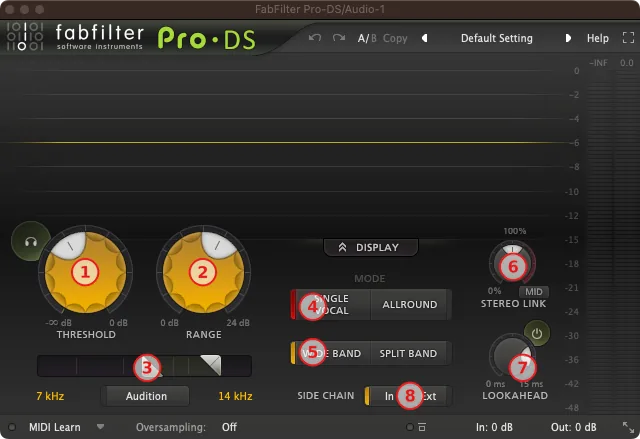 FabFilter Pro-DS/Audio-1
fabfilter
software instruments
Pro·DS
A/B Copy
Default Setting
Help
-INF 0.0
0
-2
-4
-6
-8
-10
-12
-15
-18
-21
-24
-30
-36
-42
-48
DISPLAY
100%
1
2
6
MODE
0% MID
STEREO LINK
4 SINGLE VOCAL
ALLROUND
-∞ dB 0 dB
THRESHOLD
0 dB 24 dB
RANGE
5 WIDE BAND
SPLIT BAND
3
7
0 ms 15 ms
LOOKAHEAD
7 kHz
Audition
14 kHz
SIDE CHAIN
In 8 Ext
MIDI Learn
Oversampling: Off
In: 0 dB
Out: 0 dB